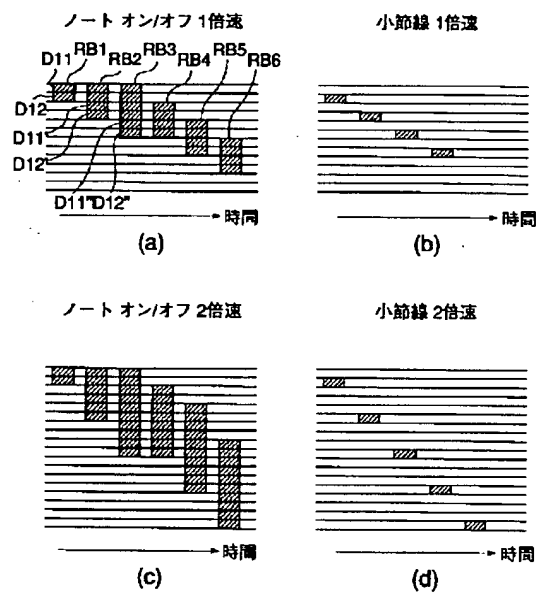 ノート オン/オフ 1倍速
小節線 1倍速
D11 RB1 RB2 RB3 RB4 RB5 RB6
D12
D11'
D12'
D11" D12"
時間
時間
(a)
(b)
ノート オン/オフ 2倍速
小節線 2倍速
時間
時間
(c)
(d)